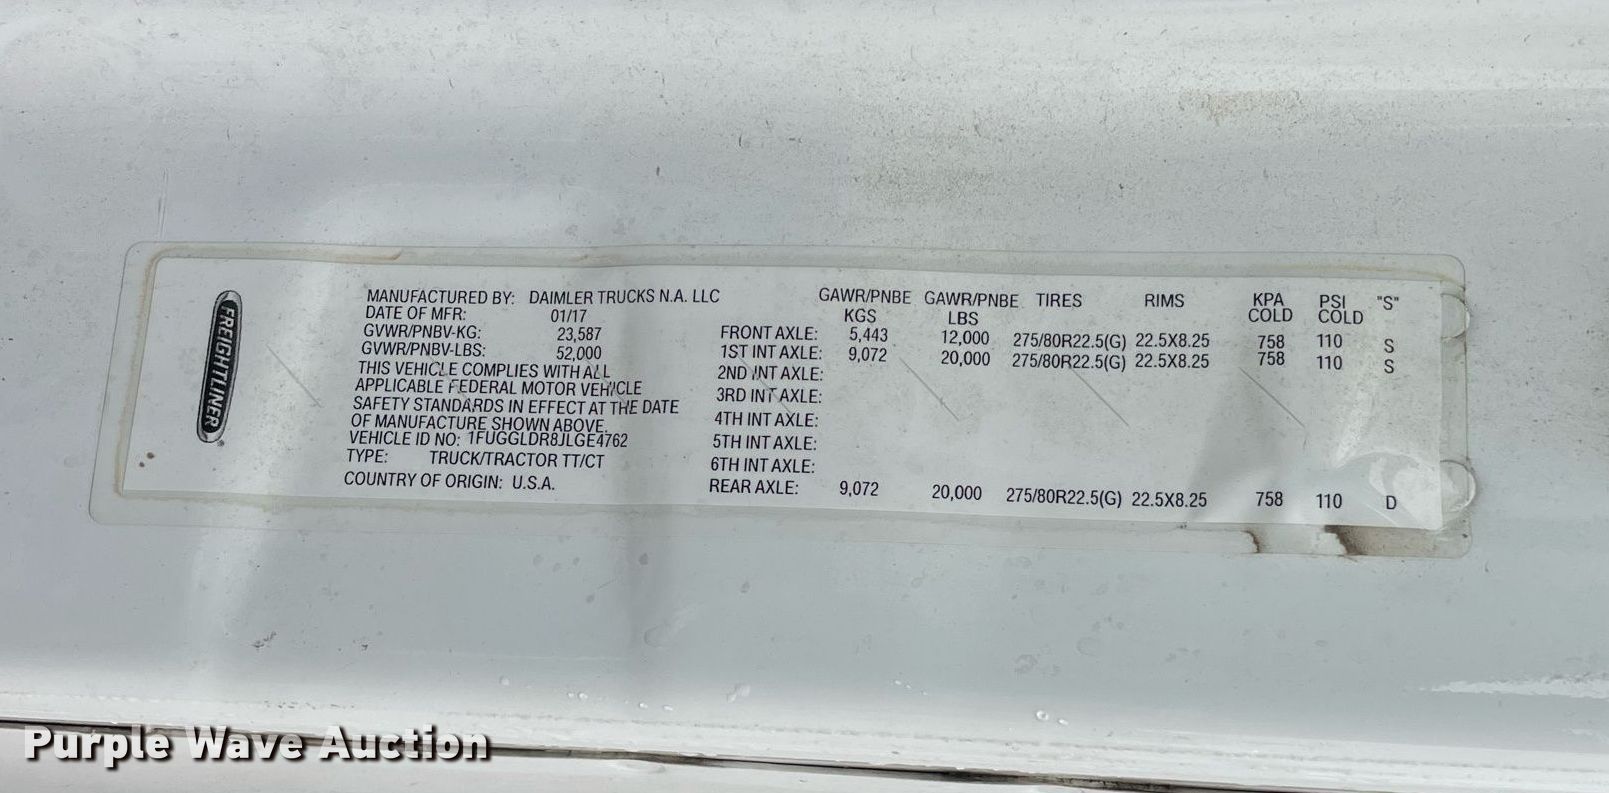 FREIGHTLINER
MANUFACTURED BY: DAIMLER TRUCKS N.A. LLC
DATE OF MFR: 01/17
GVWR/PNBV-KG: 23,587
GVWR/PNBV-LBS: 52,000
THIS VEHICLE COMPLIES WITH ALL
APPLICABLE FEDERAL MOTOR VEHICLE
SAFETY STANDARDS IN EFFECT AT THE DATE
OF MANUFACTURE SHOWN ABOVE.
VEHICLE ID NO: 1FUGGLDR8JLGE4762
TYPE: TRUCK/TRACTOR TT/CT
COUNTRY OF ORIGIN: U.S.A.
GAWR/PNBE GAWR/PNBE TIRES RIMS KPA PSI "S"
KGS LBS COLD COLD
FRONT AXLE: 5,443 12,000 275/80R22.5(G) 22.5X8.25 758 110 S
1ST INT AXLE: 9,072 20,000 275/80R22.5(G) 22.5X8.25 758 110 S
2ND INT AXLE:
3RD INT AXLE:
4TH INT AXLE:
5TH INT AXLE:
6TH INT AXLE:
REAR AXLE: 9,072 20,000 275/80R22.5(G) 22.5X8.25 758 110 D
Purple Wave Auction